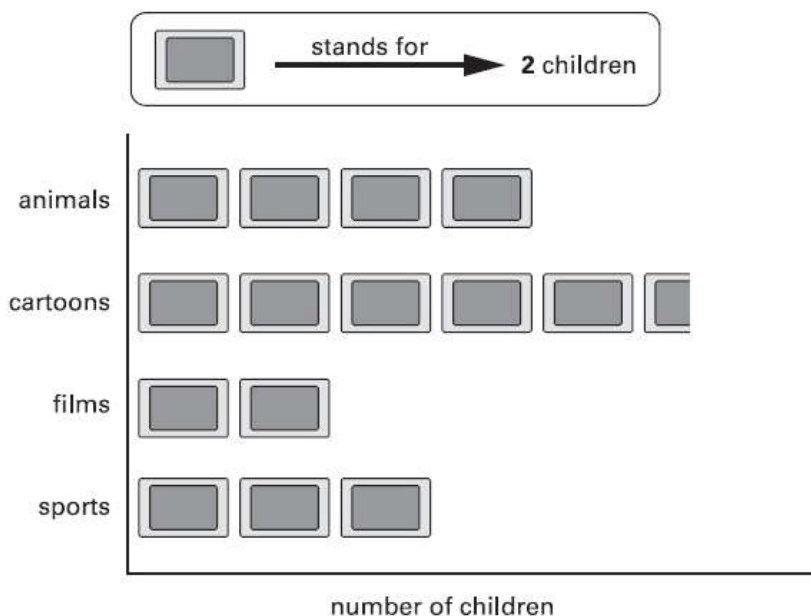 stands for
2 children
animals
cartoons
films
sports
number of children